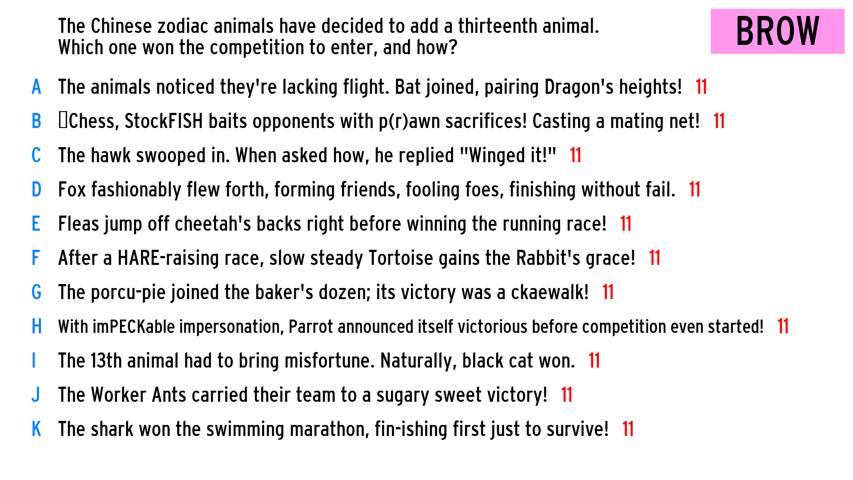 The Chinese zodiac animals have decided to add a thirteenth animal.
Which one won the competition to enter, and how?
BROW
A The animals noticed they're lacking flight. Bat joined, pairing Dragon's heights! 11
B ▯Chess, StockFISH baits opponents with p(r)awn sacrifices! Casting a mating net! 11
C The hawk swooped in. When asked how, he replied "Winged it!" 11
D Fox fashionably flew forth, forming friends, fooling foes, finishing without fail. 11
E Fleas jump off cheetah's backs right before winning the running race! 11
F After a HARE-raising race, slow steady Tortoise gains the Rabbit's grace! 11
G The porcu-pie joined the baker's dozen; its victory was a ckaewalk! 11
H With imPECKable impersonation, Parrot announced itself victorious before competition even started! 11
I The 13th animal had to bring misfortune. Naturally, black cat won. 11
J The Worker Ants carried their team to a sugary sweet victory! 11
K The shark won the swimming marathon, fin-ishing first just to survive! 11